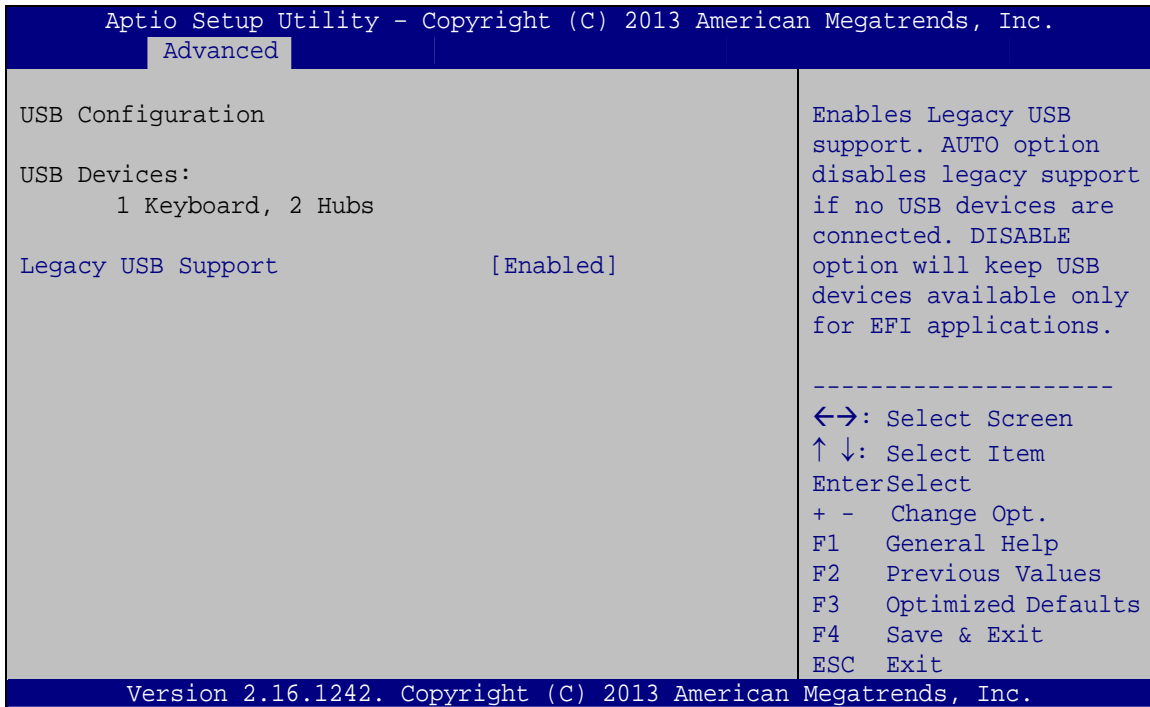 Aptio Setup Utility – Copyright (C) 2013 American Megatrends, Inc.
Advanced
USB Configuration
USB Devices:
1 Keyboard, 2 Hubs
Legacy USB Support [Enabled]
Enables Legacy USB
support. AUTO option
disables legacy support
if no USB devices are
connected. DISABLE
option will keep USB
devices available only
for EFI applications.
---------------------
←→: Select Screen
↑ ↓: Select Item
EnterSelect
+ - Change Opt.
F1 General Help
F2 Previous Values
F3 Optimized Defaults
F4 Save & Exit
ESC Exit
Version 2.16.1242. Copyright (C) 2013 American Megatrends, Inc.